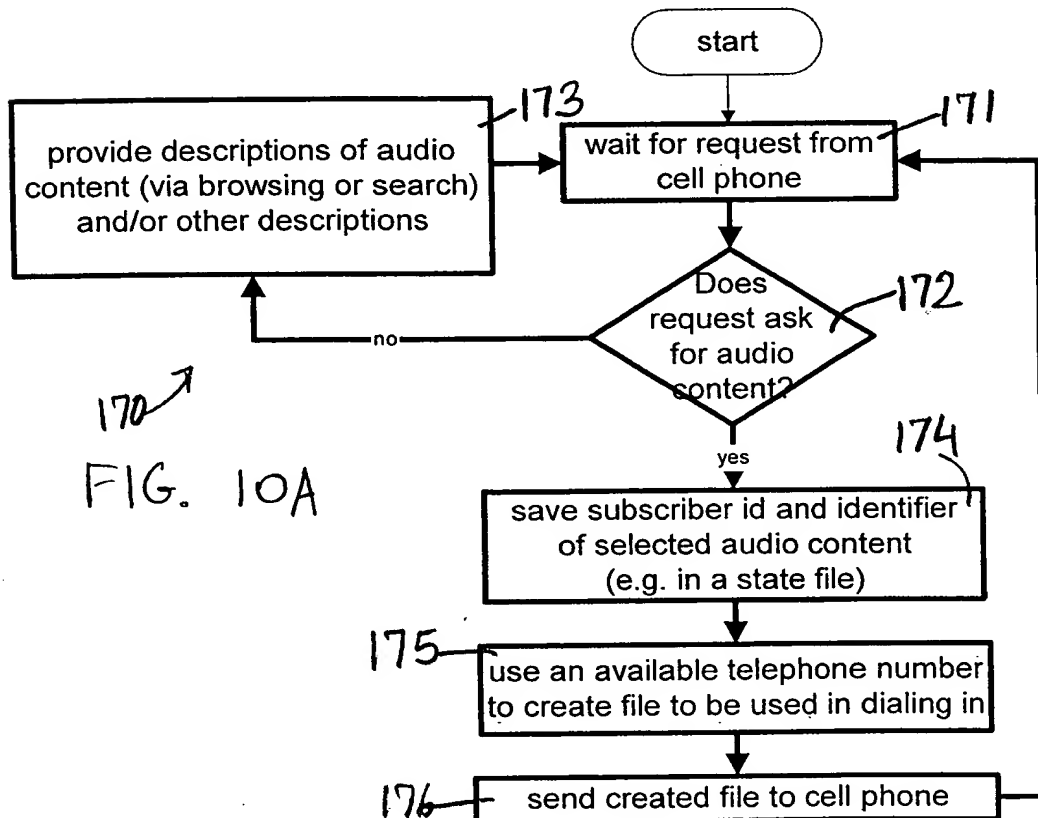 start
173
provide descriptions of audio
content (via browsing or search)
and/or other descriptions
171
wait for request from
cell phone
172
Does
request ask
for audio
content?
no
170
FIG. 10A
yes
174
save subscriber id and identifier
of selected audio content
(e.g. in a state file)
175
use an available telephone number
to create file to be used in dialing in
176
send created file to cell phone